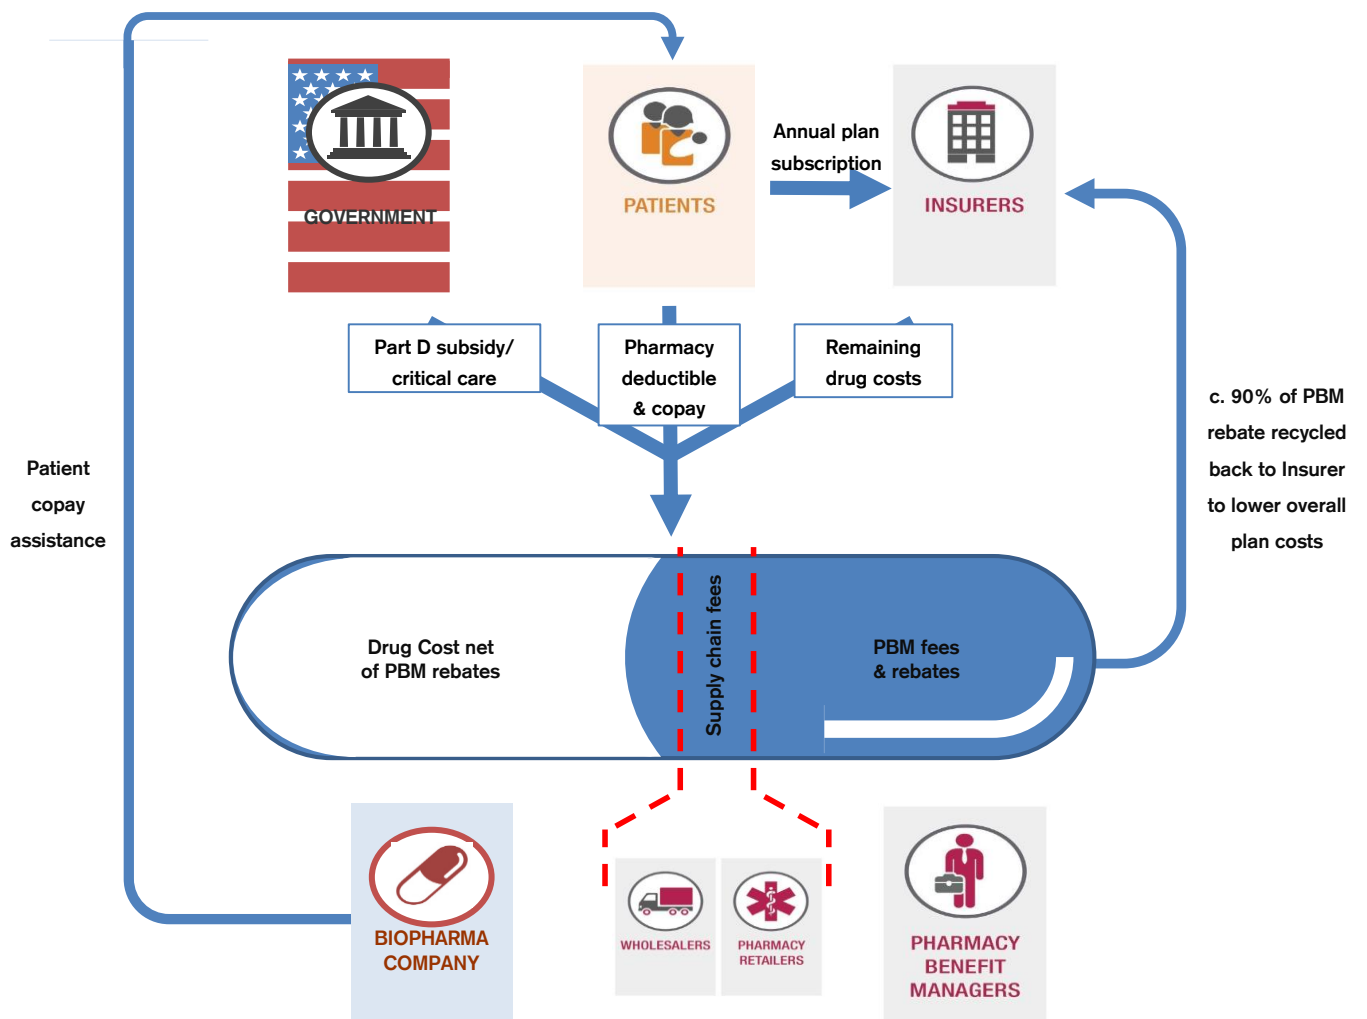 GOVERNMENT
PATIENTS
Annual plan
subscription
INSURERS
Part D subsidy/
critical care
Pharmacy
deductible
& copay
Remaining
drug costs
Patient
copay
assistance
c. 90% of PBM
rebate recycled
back to Insurer
to lower overall
plan costs
Drug Cost net
of PBM rebates
Supply chain fees
PBM fees
& rebates
BIOPHARMA
COMPANY
WHOLESALERS
PHARMACY
RETAILERS
PHARMACY
BENEFIT
MANAGERS